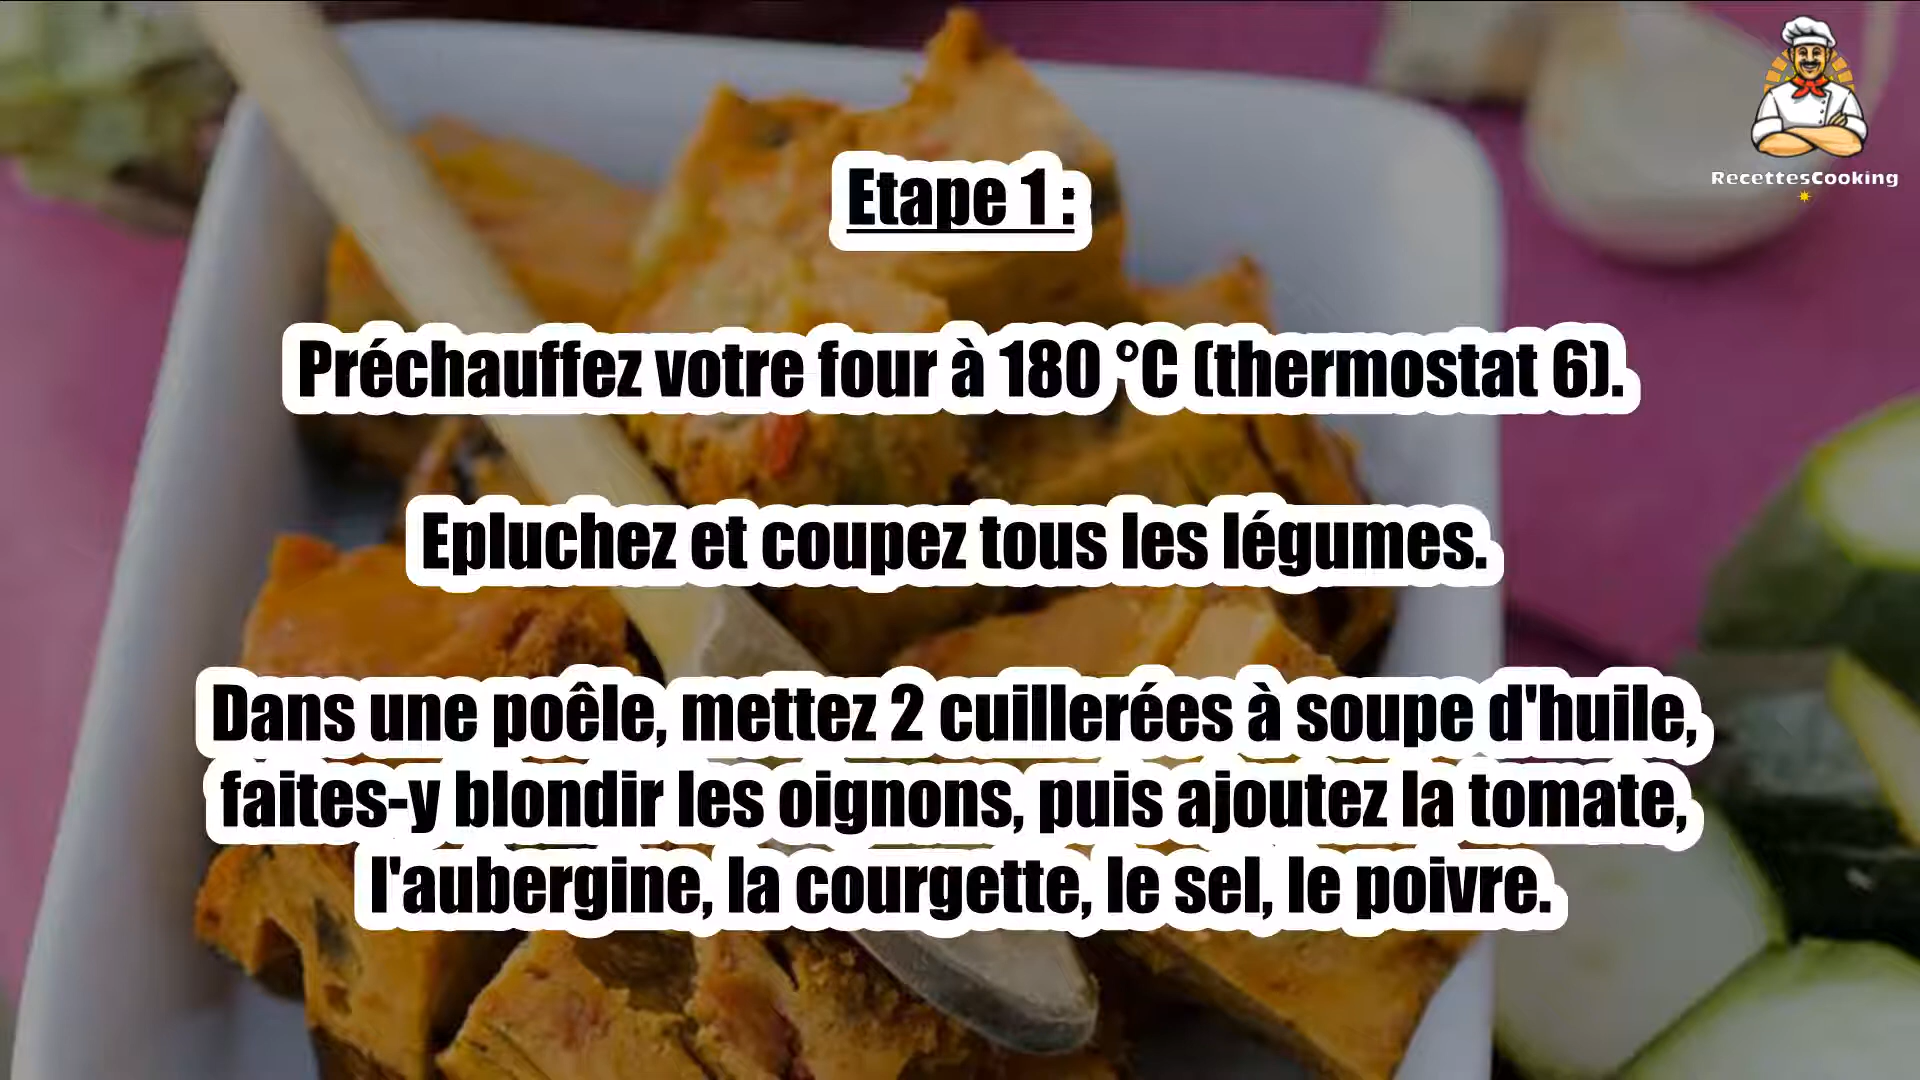 RecettesCooking
Etape 1 :
Préchauffez votre four à 180 °C (thermostat 6).
Epluchez et coupez tous les légumes.
Dans une poêle, mettez 2 cuillerées à soupe d'huile,
faites-y blondir les oignons, puis ajoutez la tomate,
l'aubergine, la courgette, le sel, le poivre.